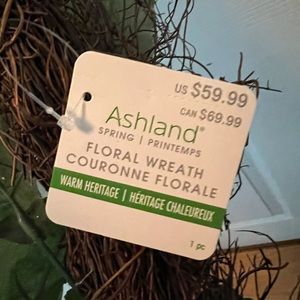 US $59.99
CAN $69.99
Ashland®
SPRING | PRINTEMPS
FLORAL WREATH
COURONNE FLORALE
WARM HERITAGE | HÉRITAGE CHALEUREUX
1 pc